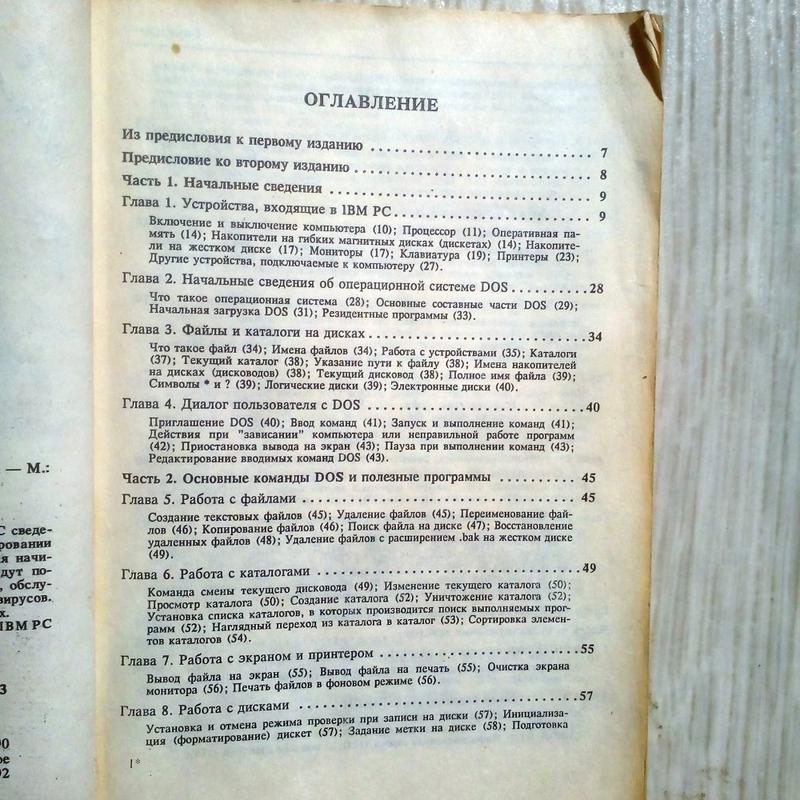 — М.:
С сведе-
ровании
я начи-
дут по-
, обслу-
вирусов.
х.
IBM PC
3
00
ое
02
ОГЛАВЛЕНИЕ
Из предисловия к первому изданию .............................. 7
Предисловие ко второму изданию .............................. 8
Часть 1. Начальные сведения .............................. 9
Глава 1. Устройства, входящие в IBM PC .............................. 9
Включение и выключение компьютера (10); Процессор (11); Оперативная па-
мять (14); Накопители на гибких магнитных дисках (дискетах) (14); Накопите-
ли на жестком диске (17); Мониторы (17); Клавиатура (19); Принтеры (23);
Другие устройства, подключаемые к компьютеру (27).
Глава 2. Начальные сведения об операционной системе DOS ..........28
Что такое операционная система (28); Основные составные части DOS (29);
Начальная загрузка DOS (31); Резидентные программы (33).
Глава 3. Файлы и каталоги на дисках ..............................34
Что такое файл (34); Имена файлов (34); Работа с устройствами (35); Каталоги
(37); Текущий каталог (38); Указание пути к файлу (38); Имена накопителей
на дисках (дисководов) (38); Текущий дисковод (38); Полное имя файла (39);
Символы * и ? (39); Логические диски (39); Электронные диски (40).
Глава 4. Диалог пользователя с DOS ..............................40
Приглашение DOS (40); Ввод команд (41); Запуск и выполнение команд (41);
Действия при "зависании" компьютера или неправильной работе программ
(42); Приостановка вывода на экран (43); Пауза при выполнении команд (43);
Редактирование вводимых команд DOS (43).
Часть 2. Основные команды DOS и полезные программы .......... 45
Глава 5. Работа с файлами .............................. 45
Создание текстовых файлов (45); Удаление файлов (45); Переименование фай-
лов (46); Копирование файлов (46); Поиск файла на диске (47); Восстановление
удаленных файлов (48); Удаление файлов с расширением .bak на жестком диске
(49).
Глава 6. Работа с каталогами ..............................49
Команда смены текущего дисковода (49); Изменение текущего каталога (50);
Просмотр каталога (50); Создание каталога (52); Уничтожение каталога (52);
Установка списка каталогов, в которых производится поиск выполняемых прог-
рамм (52); Наглядный переход из каталога в каталог (53); Сортировка элемен-
тов каталогов (54).
Глава 7. Работа с экраном и принтером ..............................55
Вывод файла на экран (55); Вывод файла на печать (55); Очистка экрана
монитора (56); Печать файлов в фоновом режиме (56).
Глава 8. Работа с дисками ..............................57
Установка и отмена режима проверки при записи на диски (57); Инициализа-
ция (форматирование) дискет (57); Задание метки на диске (58); Подготовка
1*